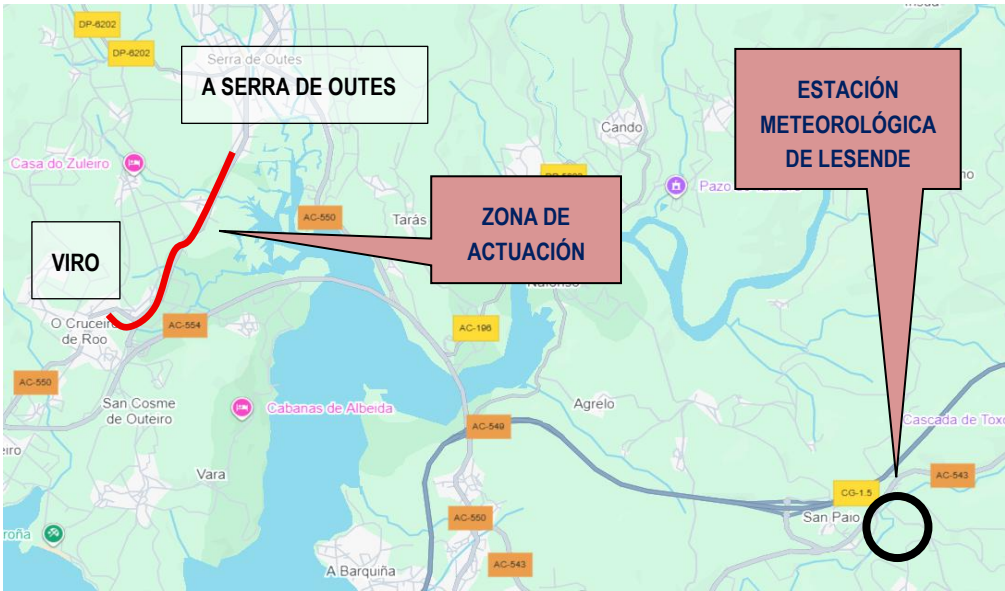 Insua
DP-6202
DP-6202
Serra de Outes
A SERRA DE OUTES
ESTACIÓN
METEOROLÓGICA
DE LESENDE
Cando
Casa do Zuleiro
Pazo
AC-550
Tarás
ZONA DE
ACTUACIÓN
VIRO
O Cruceiro
de Roo
AC-554
AC-196
AC-550
San Cosme
de Outeiro
Cabanas de Albeida
Agrelo
AC-549
Cascada de Toxo
Vara
AC-543
CG-1.5
San Paio
AC-550
A Barquiña
AC-543